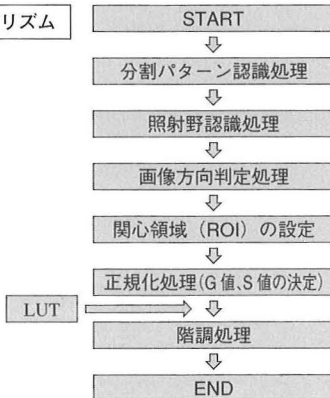 リズム
START
分割パターン認識処理
照射野認識処理
画像方向判定処理
関心領域（ROI）の設定
正規化処理(G値、S値の決定)
LUT
階調処理
END